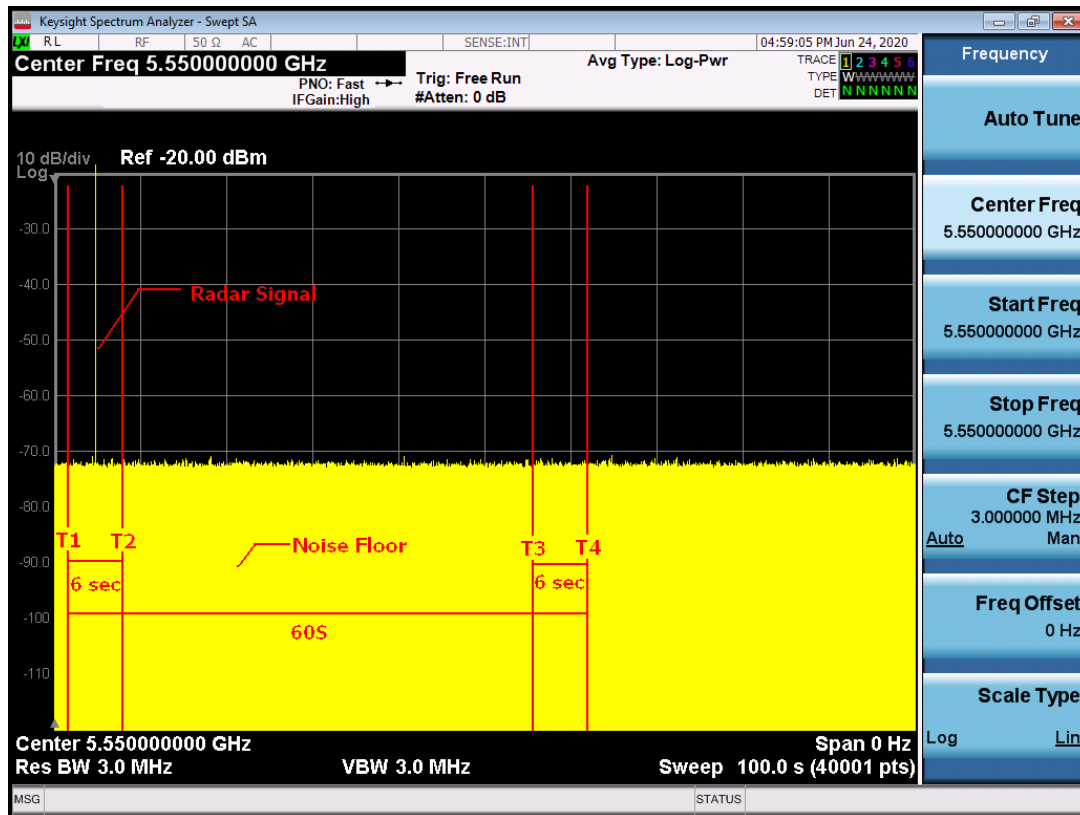 Keysight Spectrum Analyzer - Swept SA
LXI RL RF 50 Ω AC SENSE:INT 04:59:05 PM Jun 24, 2020
Center Freq 5.550000000 GHz
PNO: Fast
IFGain:High
Trig: Free Run
#Atten: 0 dB
Avg Type: Log-Pwr
TRACE 1 2 3 4 5 6
TYPE WWWWWW
DET N N N N N N
10 dB/div
Log
Ref -20.00 dBm
-30.0
-40.0
Radar Signal
-50.0
-60.0
-70.0
-80.0
T1 T2 Noise Floor T3 T4
-90.0
6 sec 6 sec
-100
60S
-110
Center 5.550000000 GHz Span 0 Hz
Res BW 3.0 MHz VBW 3.0 MHz Sweep 100.0 s (40001 pts)
MSG STATUS
Frequency
Auto Tune
Center Freq
5.550000000 GHz
Start Freq
5.550000000 GHz
Stop Freq
5.550000000 GHz
CF Step
3.000000 MHz
Auto Man
Freq Offset
0 Hz
Scale Type
Log Lin